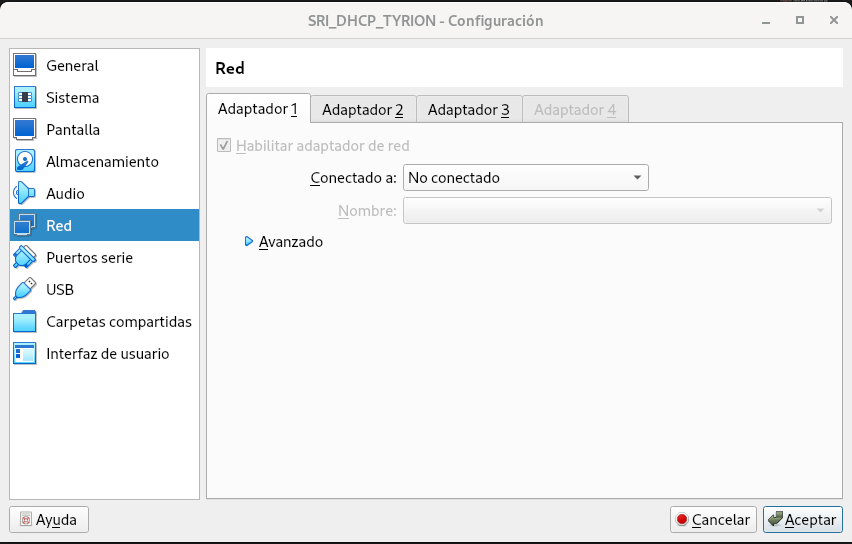 SRI_DHCP_TYRION - Configuración
General
Sistema
Pantalla
Almacenamiento
Audio
Red
Puertos serie
USB
Carpetas compartidas
Interfaz de usuario
Red
Adaptador 1 Adaptador 2 Adaptador 3 Adaptador 4
Habilitar adaptador de red
Conectado a: No conectado
Nombre:
Avanzado
Ayuda Cancelar Aceptar